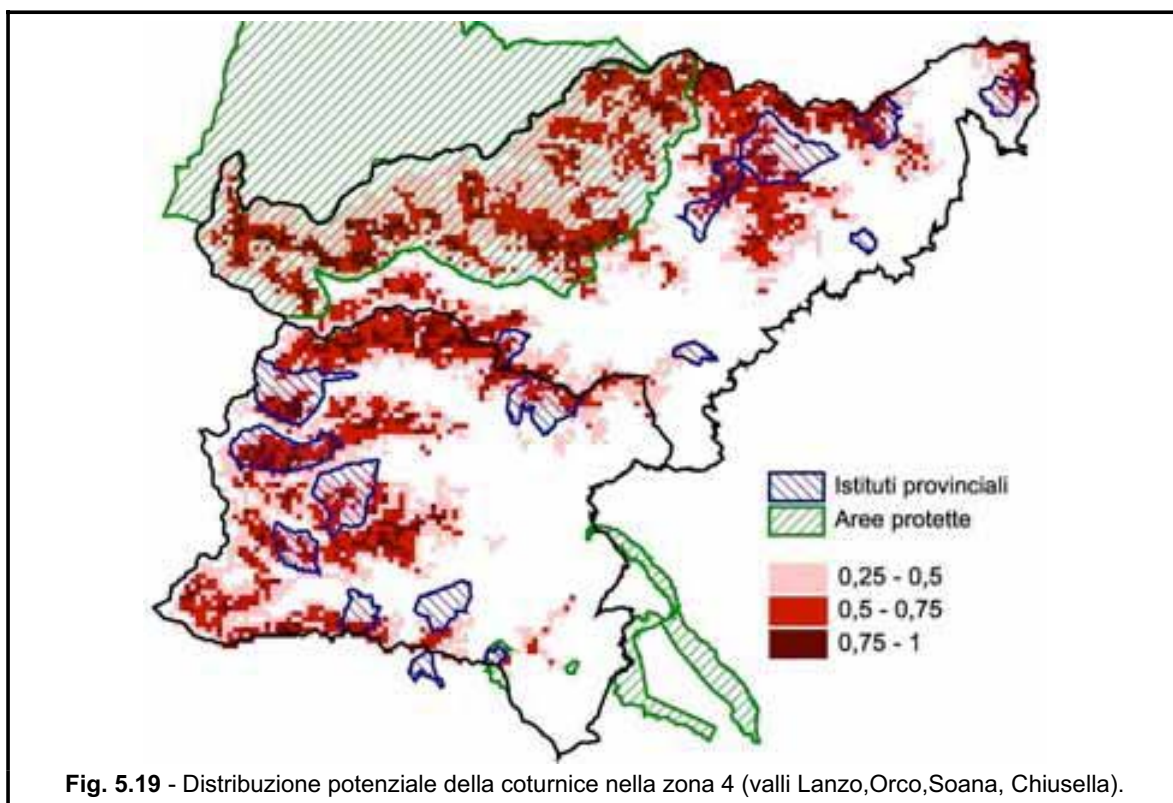 Istituti provinciali
Aree protette
0,25 - 0,5
0,5 - 0,75
0,75 - 1
Fig. 5.19 - Distribuzione potenziale della coturnice nella zona 4 (valli Lanzo,Orco,Soana, Chiusella).